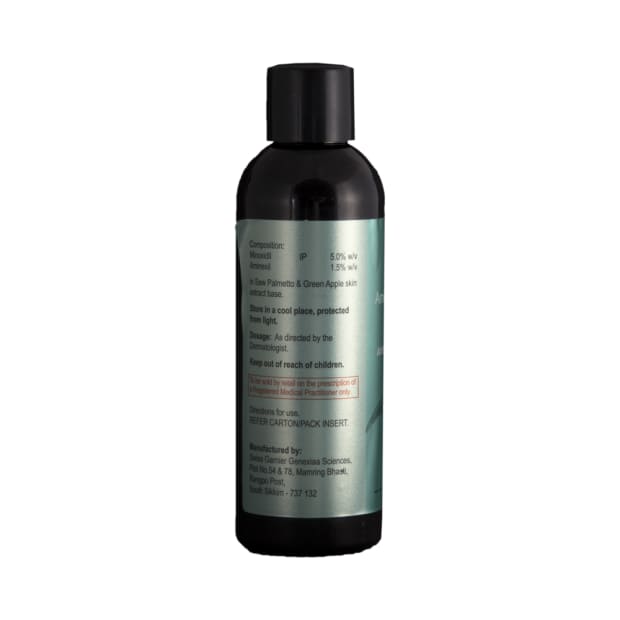 Composition:
Minoxidil IP 5.0% w/v
Aminexil 1.5% w/v
In Saw Palmetto & Green Apple skin
extract base.
Store in a cool place, protected
from light.
Dosage: As directed by the
Dermatologist.
Keep out of reach of children.
To be sold by retail on the prescription of
a Registered Medical Practitioner only.
Directions for use,
REFER CARTON/PACK INSERT.
Manufactured by:
Swiss Garnier Genexiaa Sciences,
Plot No.54 & 78, Mamring Bhasti,
Rangpo Post,
South Sikkim - 737 132